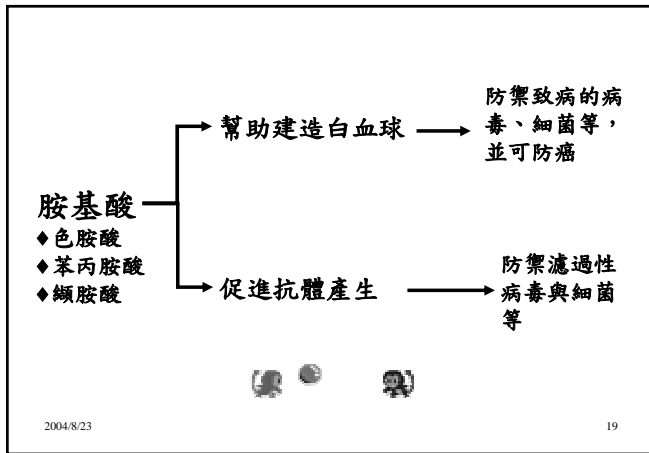 防禦致病的病
毒、細菌等，
並可防癌
幫助建造白血球
胺基酸
♦色胺酸
♦苯丙胺酸
♦纈胺酸
促進抗體產生
防禦濾過性
病毒與細菌
等
2004/8/23
19